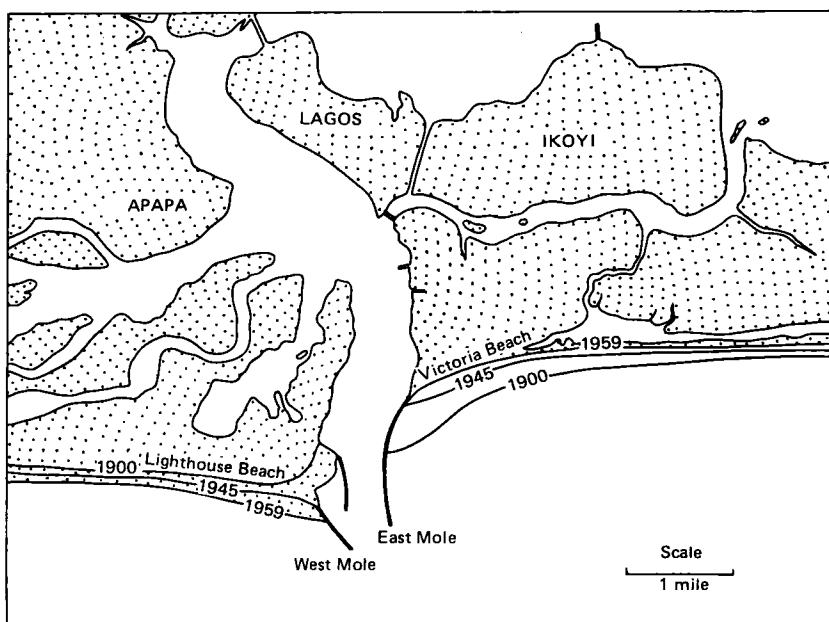 LAGOS
IKOYI
APAPA
Victoria Beach
1959
1945
1900
1900
Lighthouse Beach
1945
1959
East Mole
West Mole
Scale
1 mile